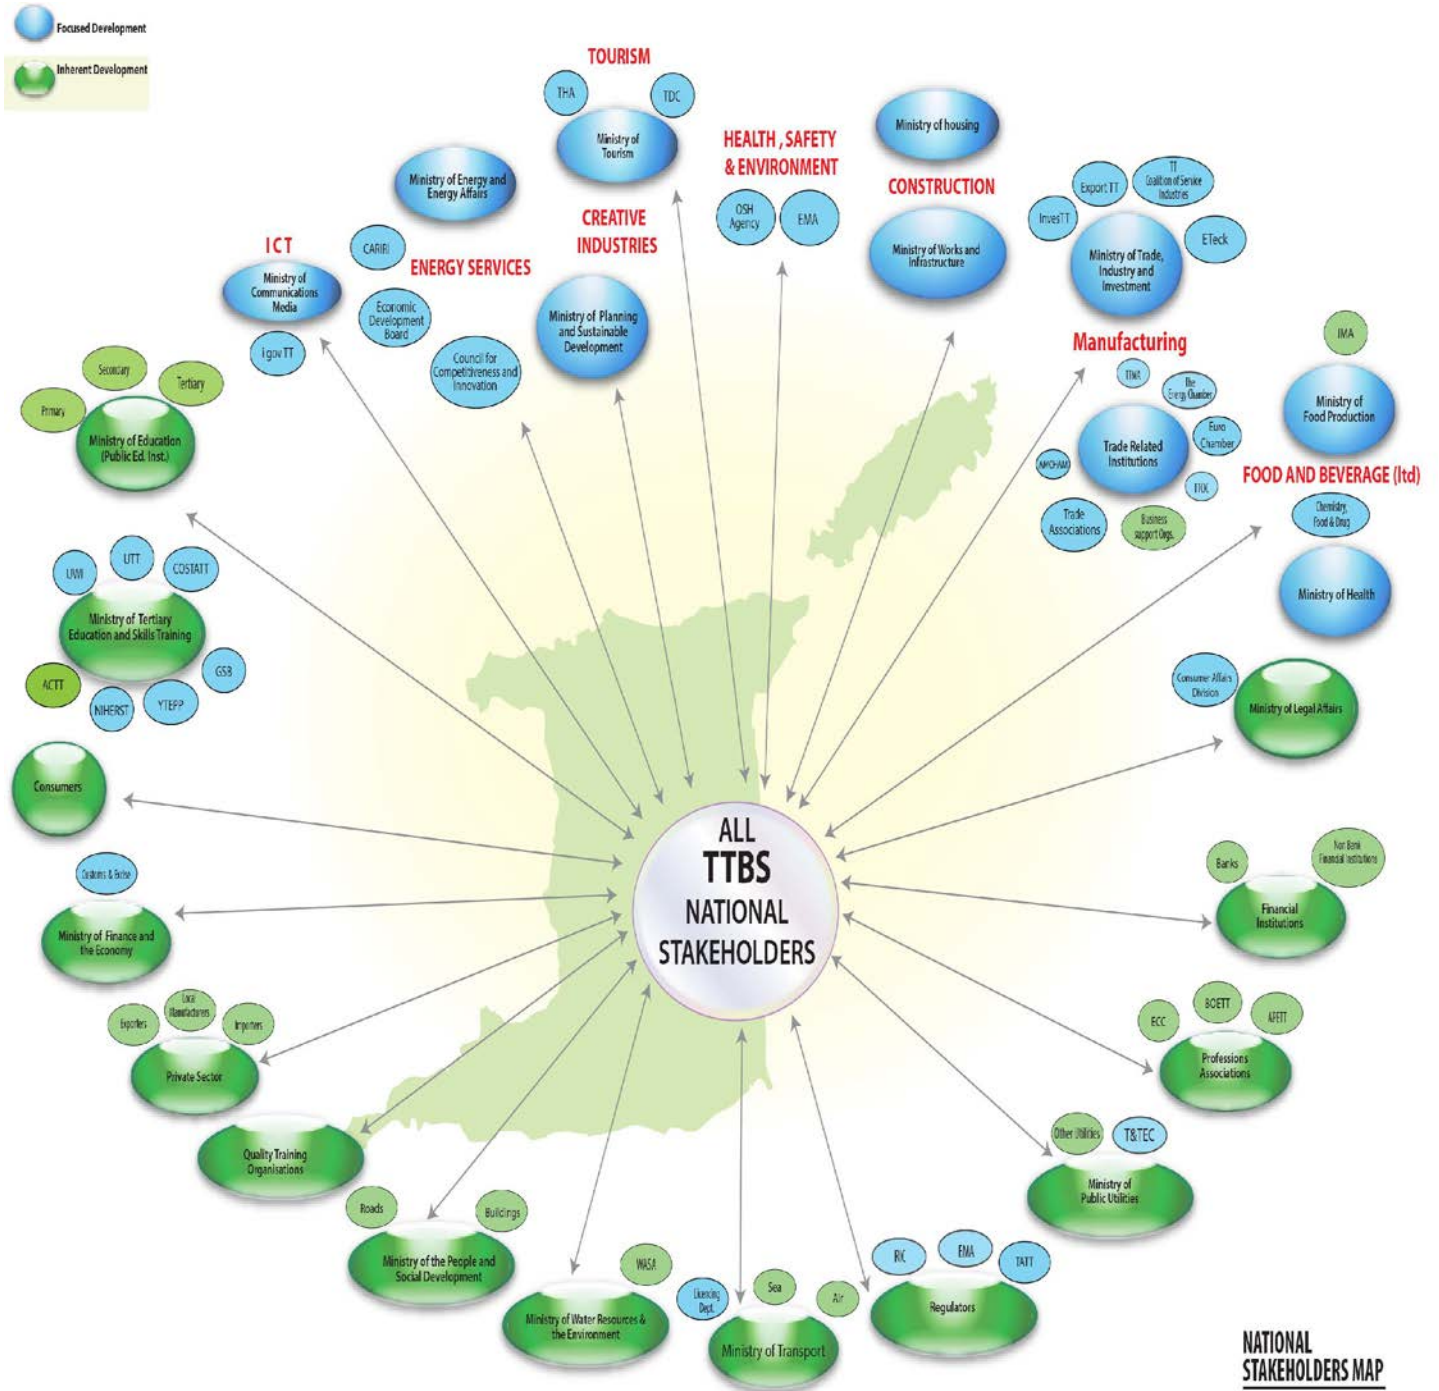 Focused Development
Inherent Development
TOURISM
THA
TDC
Ministry of
Tourism
HEALTH , SAFETY
& ENVIRONMENT
OSH
Agency
EMA
Ministry of housing
CONSTRUCTION
Ministry of Works and
Infrastructure
Export TT
TT
Coalition of Service
Industries
InvesTT
ETeck
Ministry of Trade,
Industry and
Investment
Ministry of Energy and
Energy Affairs
CREATIVE
INDUSTRIES
ICT
Ministry of
Communications
Media
i gov TT
CARIRI
ENERGY SERVICES
Economic
Development
Board
Council for
Competitiveness and
Innovation
Ministry of Planning
and Sustainable
Development
Manufacturing
TTMA
The
Energy Chamber
Euro
Chamber
Trade Related
Institutions
AMCHAM
Trade
Associations
Business
support Orgs.
IMA
Ministry of
Food Production
FOOD AND BEVERAGE (ltd)
Chemistry,
Food & Drug
Ministry of Health
Primary
Secondary
Tertiary
Ministry of Education
(Public Ed. Inst.)
UWI
UTT
COSTATT
Ministry of Tertiary
Education and Skills Training
ACTT
NIHERST
YTEPP
GSB
Consumer Affairs
Division
Ministry of Legal Affairs
Consumers
ALL
TTBS
NATIONAL
STAKEHOLDERS
Customs & Excise
Ministry of Finance and
the Economy
Banks
Non Bank
Financial Institutions
Financial
Institutions
Exporters
Local
Manufacturers
Importers
Private Sector
ECC
BOETT
APETT
Professions
Associations
Quality Training
Organisations
Other Utilities
T&TEC
Ministry of
Public Utilities
Roads
Buildings
Ministry of the People and
Social Development
WASA
Ministry of Water Resources &
the Environment
Licencing
Dept.
Sea
Air
Ministry of Transport
RIC
EMA
TATT
Regulators
NATIONAL
STAKEHOLDERS MAP